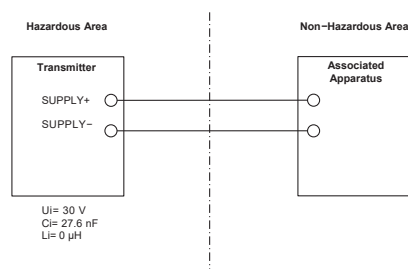 Hazardous Area
Non−Hazardous Area
Transmitter
Associated
Apparatus
SUPPLY+
SUPPLY−
Ui= 30 V
Ci= 27.6 nF
Li= 0 µH